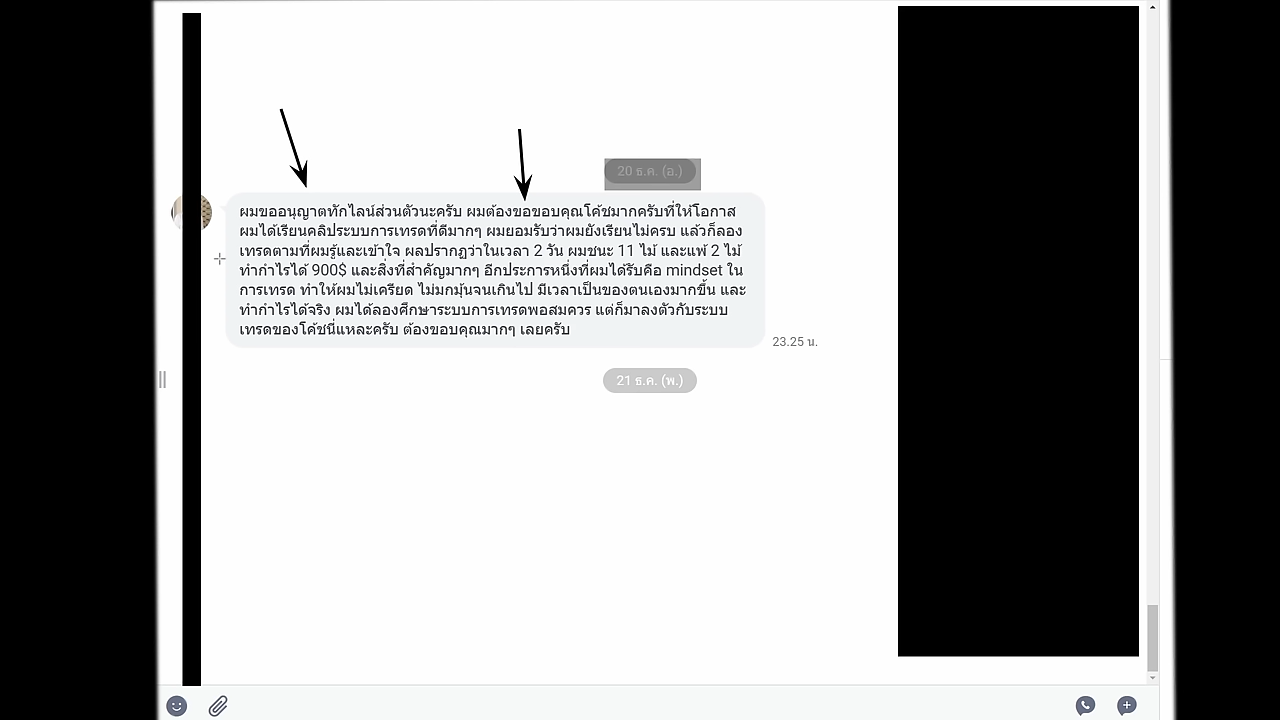 20 ธ.ค. (อ.)
ผมขออนุญาตทักไลน์ส่วนตัวนะครับ ผมต้องขอขอบคุณโค้ชมากครับที่ให้โอกาส
ผมได้เรียนคลิประบบการเทรดที่ดีมากๆ ผมยอมรับว่าผมยังเรียนไม่ครบ แล้วก็ลอง
เทรดตามที่ผมรู้และเข้าใจ ผลปรากฏว่าในเวลา 2 วัน ผมชนะ 11 ไม้ และแพ้ 2 ไม้
ทำกำไรได้ 900$ และสิ่งที่สำคัญมากๆ อีกประการหนึ่งที่ผมได้รับคือ mindset ใน
การเทรด ทำให้ผมไม่เครียด ไม่มกมุ้นจนเกินไป มีเวลาเป็นของตนเองมากขึ้น และ
ทำกำไรได้จริง ผมได้ลองศึกษาระบบการเทรดพอสมควร แต่ก็มาลงตัวกับระบบ
เทรดของโค้ชนี่แหละครับ ต้องขอบคุณมากๆ เลยครับ
23.25 น.
21 ธ.ค. (พ.)